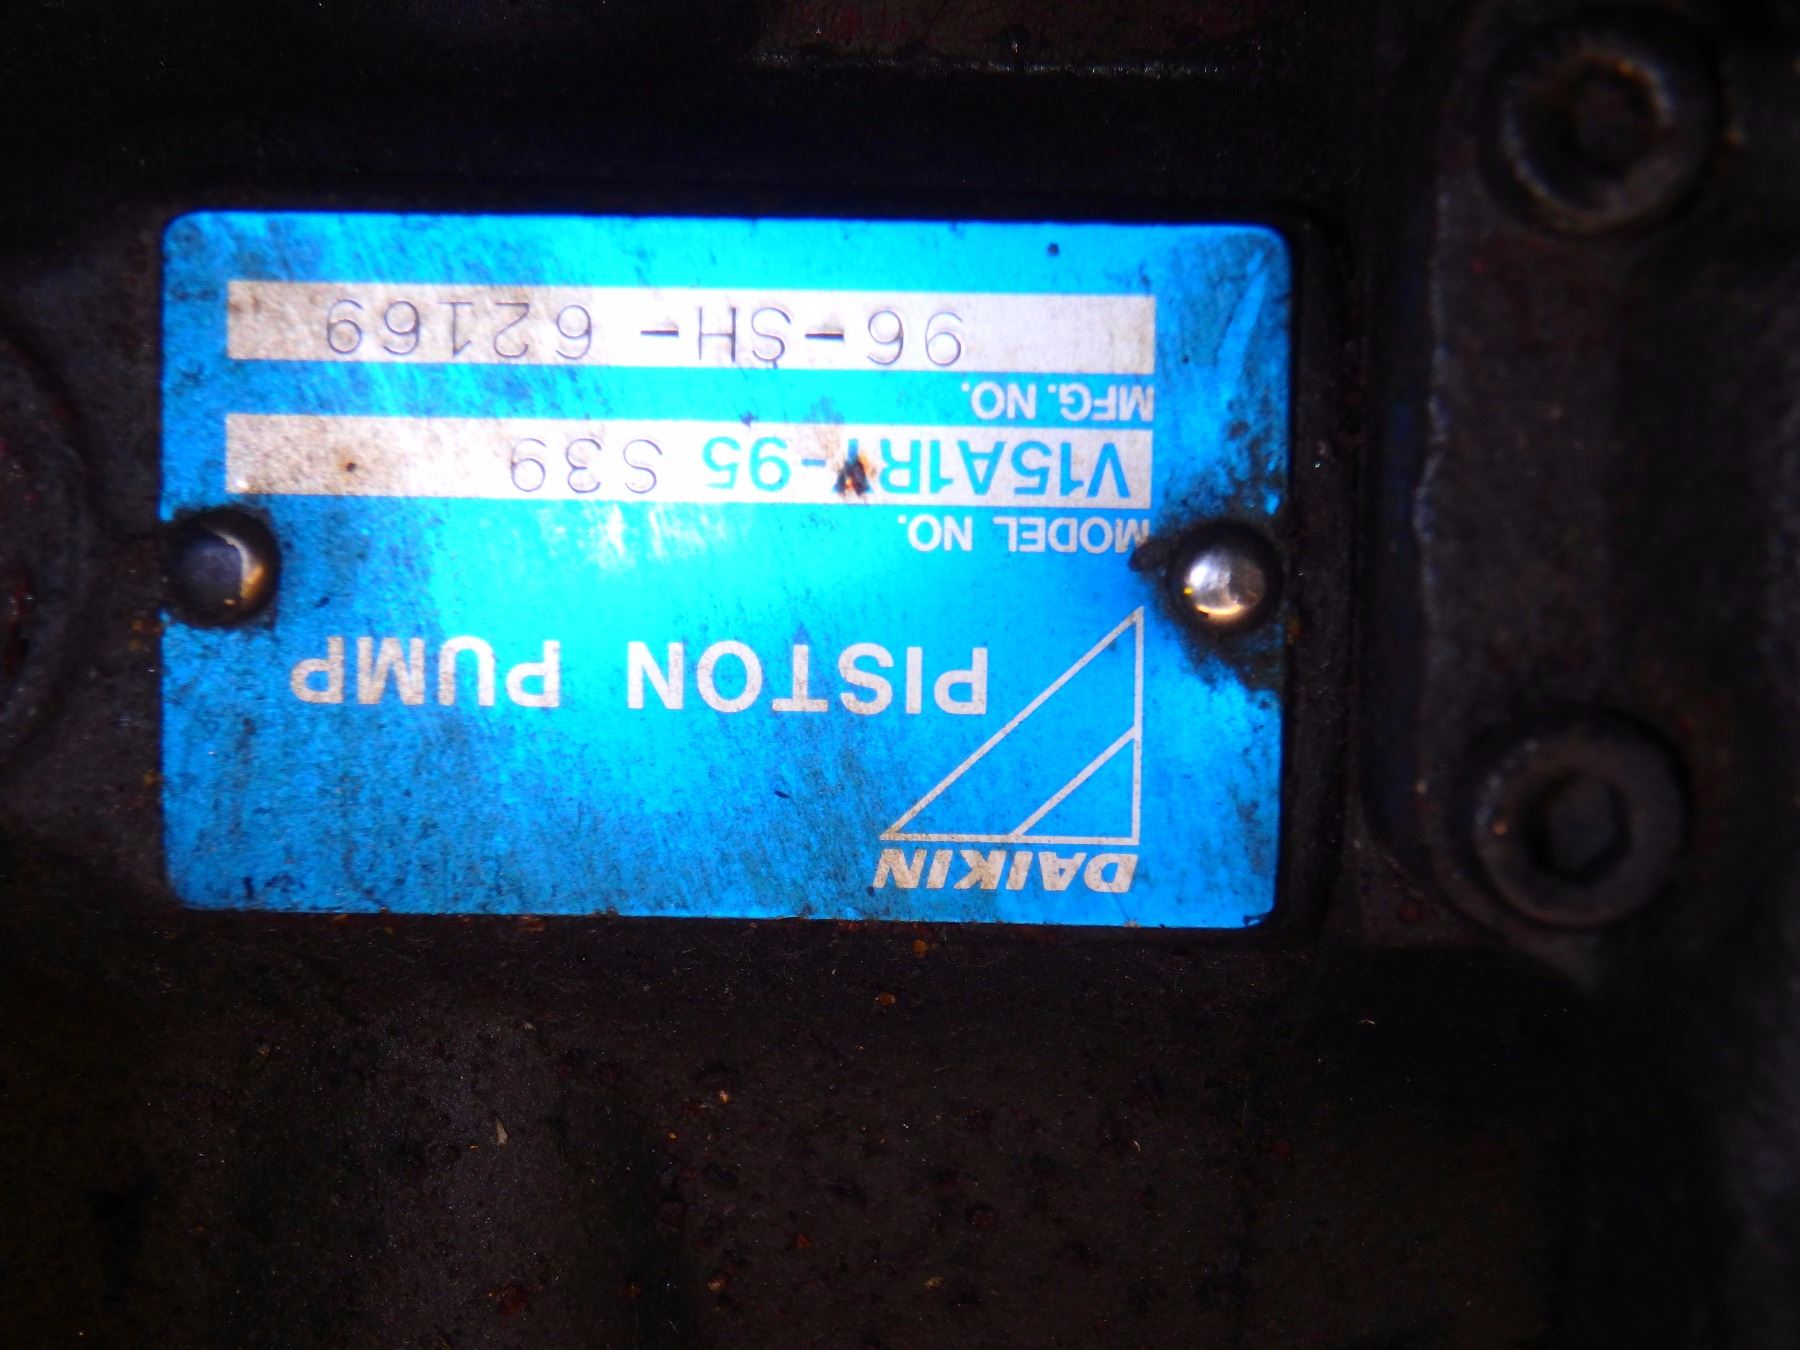 DAIKIN
PISTON PUMP
MODEL NO.
V15A1RY-95 S39
MFG. NO.
96-SH-62169